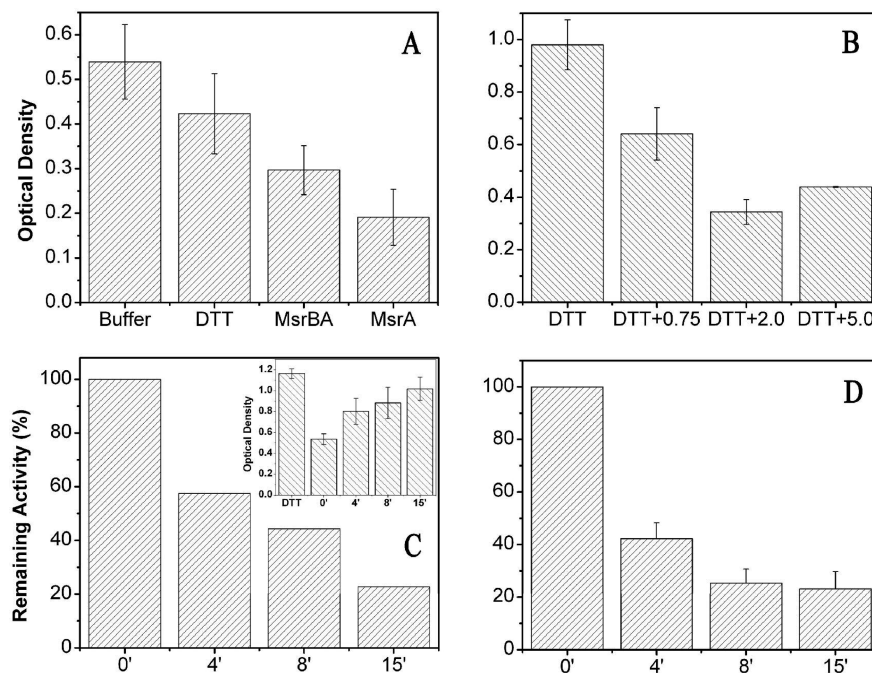 A
Optical Density
0.6
0.5
0.4
0.3
0.2
0.1
0.0
Buffer DTT MsrBA MsrA
B
1.0
0.8
0.6
0.4
0.2
0.0
DTT DTT+0.75 DTT+2.0 DTT+5.0
C
Remaining Activity (%)
100
80
60
40
20
0
0' 4' 8' 15'
Optical Density
1.2
1.0
0.8
0.6
0.4
0.2
0.0
DTT 0' 4' 8' 15'
D
100
80
60
40
20
0
0' 4' 8' 15'